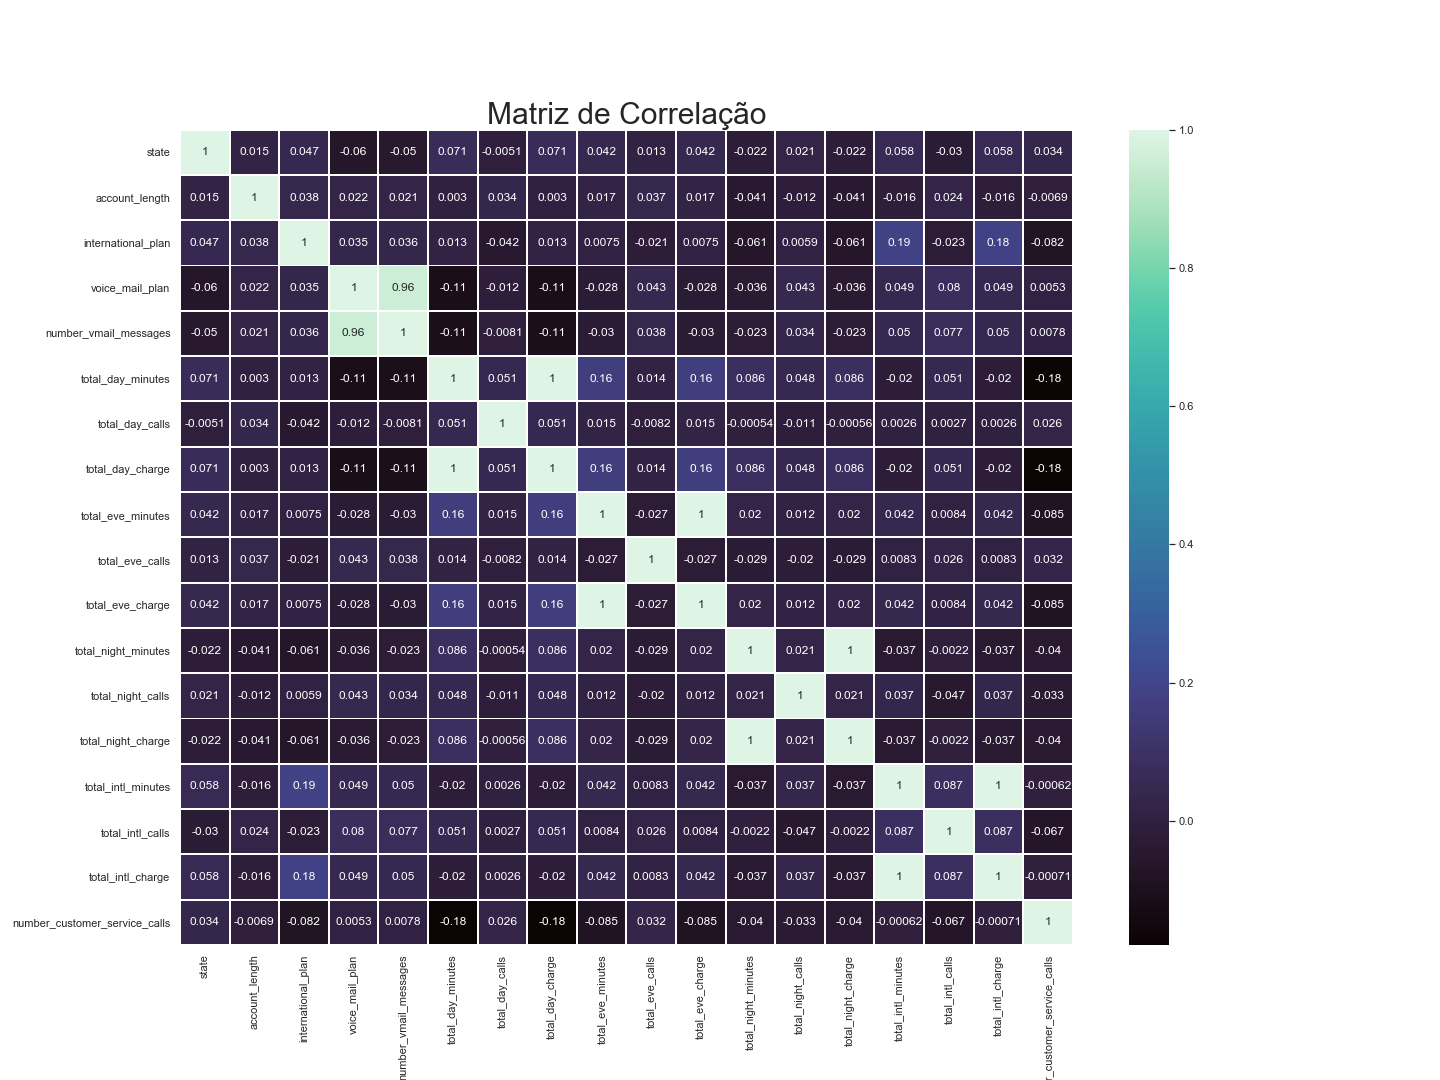 Matriz de Correlação
state 1 0.015 0.047 -0.06 -0.05 0.071 -0.0051 0.071 0.042 0.013 0.042 -0.022 0.021 -0.022 0.058 -0.03 0.058 0.034
account_length 0.015 1 0.038 0.022 0.021 0.003 0.034 0.003 0.017 0.037 0.017 -0.041 -0.012 -0.041 -0.016 0.024 -0.016 -0.0069
international_plan 0.047 0.038 1 0.035 0.036 0.013 -0.042 0.013 0.0075 -0.021 0.0075 -0.061 0.0059 -0.061 0.19 -0.023 0.18 -0.082
voice_mail_plan -0.06 0.022 0.035 1 0.96 -0.11 -0.012 -0.11 -0.028 0.043 -0.028 -0.036 0.043 -0.036 0.049 0.08 0.049 0.0053
number_vmail_messages -0.05 0.021 0.036 0.96 1 -0.11 -0.0081 -0.11 -0.03 0.038 -0.03 -0.023 0.034 -0.023 0.05 0.077 0.05 0.0078
total_day_minutes 0.071 0.003 0.013 -0.11 -0.11 1 0.051 1 0.16 0.014 0.16 0.086 0.048 0.086 -0.02 0.051 -0.02 -0.18
total_day_calls -0.0051 0.034 -0.042 -0.012 -0.0081 0.051 1 0.051 0.015 -0.0082 0.015 -0.00054 -0.011 -0.00056 0.0026 0.0027 0.0026 0.026
total_day_charge 0.071 0.003 0.013 -0.11 -0.11 1 0.051 1 0.16 0.014 0.16 0.086 0.048 0.086 -0.02 0.051 -0.02 -0.18
total_eve_minutes 0.042 0.017 0.0075 -0.028 -0.03 0.16 0.015 0.16 1 -0.027 1 0.02 0.012 0.02 0.042 0.0084 0.042 -0.085
total_eve_calls 0.013 0.037 -0.021 0.043 0.038 0.014 -0.0082 0.014 -0.027 1 -0.027 -0.029 -0.02 -0.029 0.0083 0.026 0.0083 0.032
total_eve_charge 0.042 0.017 0.0075 -0.028 -0.03 0.16 0.015 0.16 1 -0.027 1 0.02 0.012 0.02 0.042 0.0084 0.042 -0.085
total_night_minutes -0.022 -0.041 -0.061 -0.036 -0.023 0.086 -0.00054 0.086 0.02 -0.029 0.02 1 0.021 1 -0.037 -0.0022 -0.037 -0.04
total_night_calls 0.021 -0.012 0.0059 0.043 0.034 0.048 -0.011 0.048 0.012 -0.02 0.012 0.021 1 0.021 0.037 -0.047 0.037 -0.033
total_night_charge -0.022 -0.041 -0.061 -0.036 -0.023 0.086 -0.00056 0.086 0.02 -0.029 0.02 1 0.021 1 -0.037 -0.0022 -0.037 -0.04
total_intl_minutes 0.058 -0.016 0.19 0.049 0.05 -0.02 0.0026 -0.02 0.042 0.0083 0.042 -0.037 0.037 -0.037 1 0.087 1 -0.00062
total_intl_calls -0.03 0.024 -0.023 0.08 0.077 0.051 0.0027 0.051 0.0084 0.026 0.0084 -0.0022 -0.047 -0.0022 0.087 1 0.087 -0.067
total_intl_charge 0.058 -0.016 0.18 0.049 0.05 -0.02 0.0026 -0.02 0.042 0.0083 0.042 -0.037 0.037 -0.037 1 0.087 1 -0.00071
number_customer_service_calls 0.034 -0.0069 -0.082 0.0053 0.0078 -0.18 0.026 -0.18 -0.085 0.032 -0.085 -0.04 -0.033 -0.04 -0.00062 -0.067 -0.00071 1
state
account_length
international_plan
voice_mail_plan
number_vmail_messages
total_day_minutes
total_day_calls
total_day_charge
total_eve_minutes
total_eve_calls
total_eve_charge
total_night_minutes
total_night_calls
total_night_charge
total_intl_minutes
total_intl_calls
total_intl_charge
r_customer_service_calls
1.0
0.8
0.6
0.4
0.2
0.0